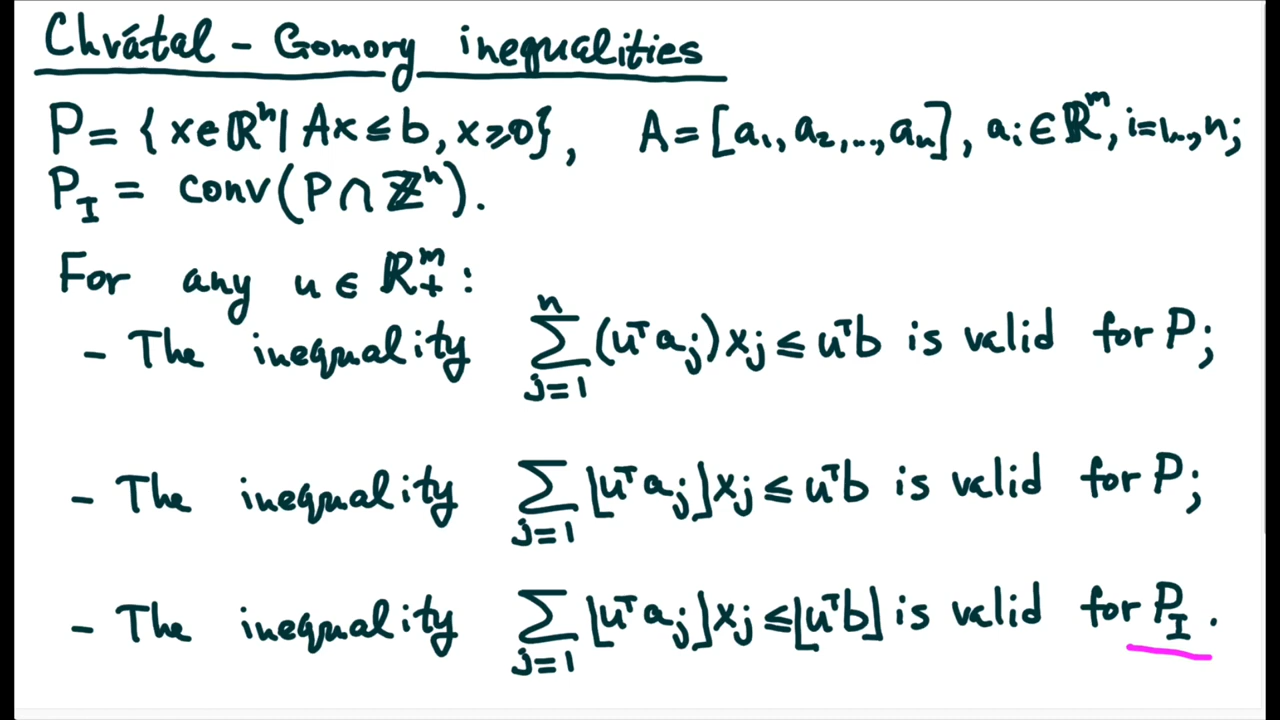 Chvátal - Gomory inequalities
P = { x ∈ ℝⁿ | Ax ≤ b, x ≥ 0 }, A = [a₁, a₂, ..., aₙ], aᵢ ∈ ℝᵐ, i=1,...,n;
P_I = conv(P ∩ ℤⁿ).
For any u ∈ ℝ₊ᵐ:
- The inequality ∑_{j=1}^{n} (uᵀaⱼ)xⱼ ≤ uᵀb is valid for P;
- The inequality ∑_{j=1} ⌊uᵀaⱼ⌋xⱼ ≤ uᵀb is valid for P;
- The inequality ∑_{j=1} ⌊uᵀaⱼ⌋xⱼ ≤ ⌊uᵀb⌋ is valid for P_I.